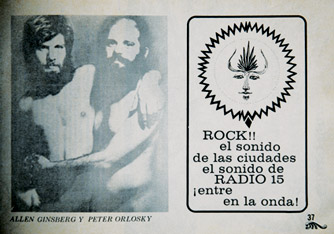 ALLEN GINSBERG Y PETER ORLOSKY
ROCK!!
el sonido
de las ciudades
el sonido de
RADIO 15
¡entre
en la onda!
37